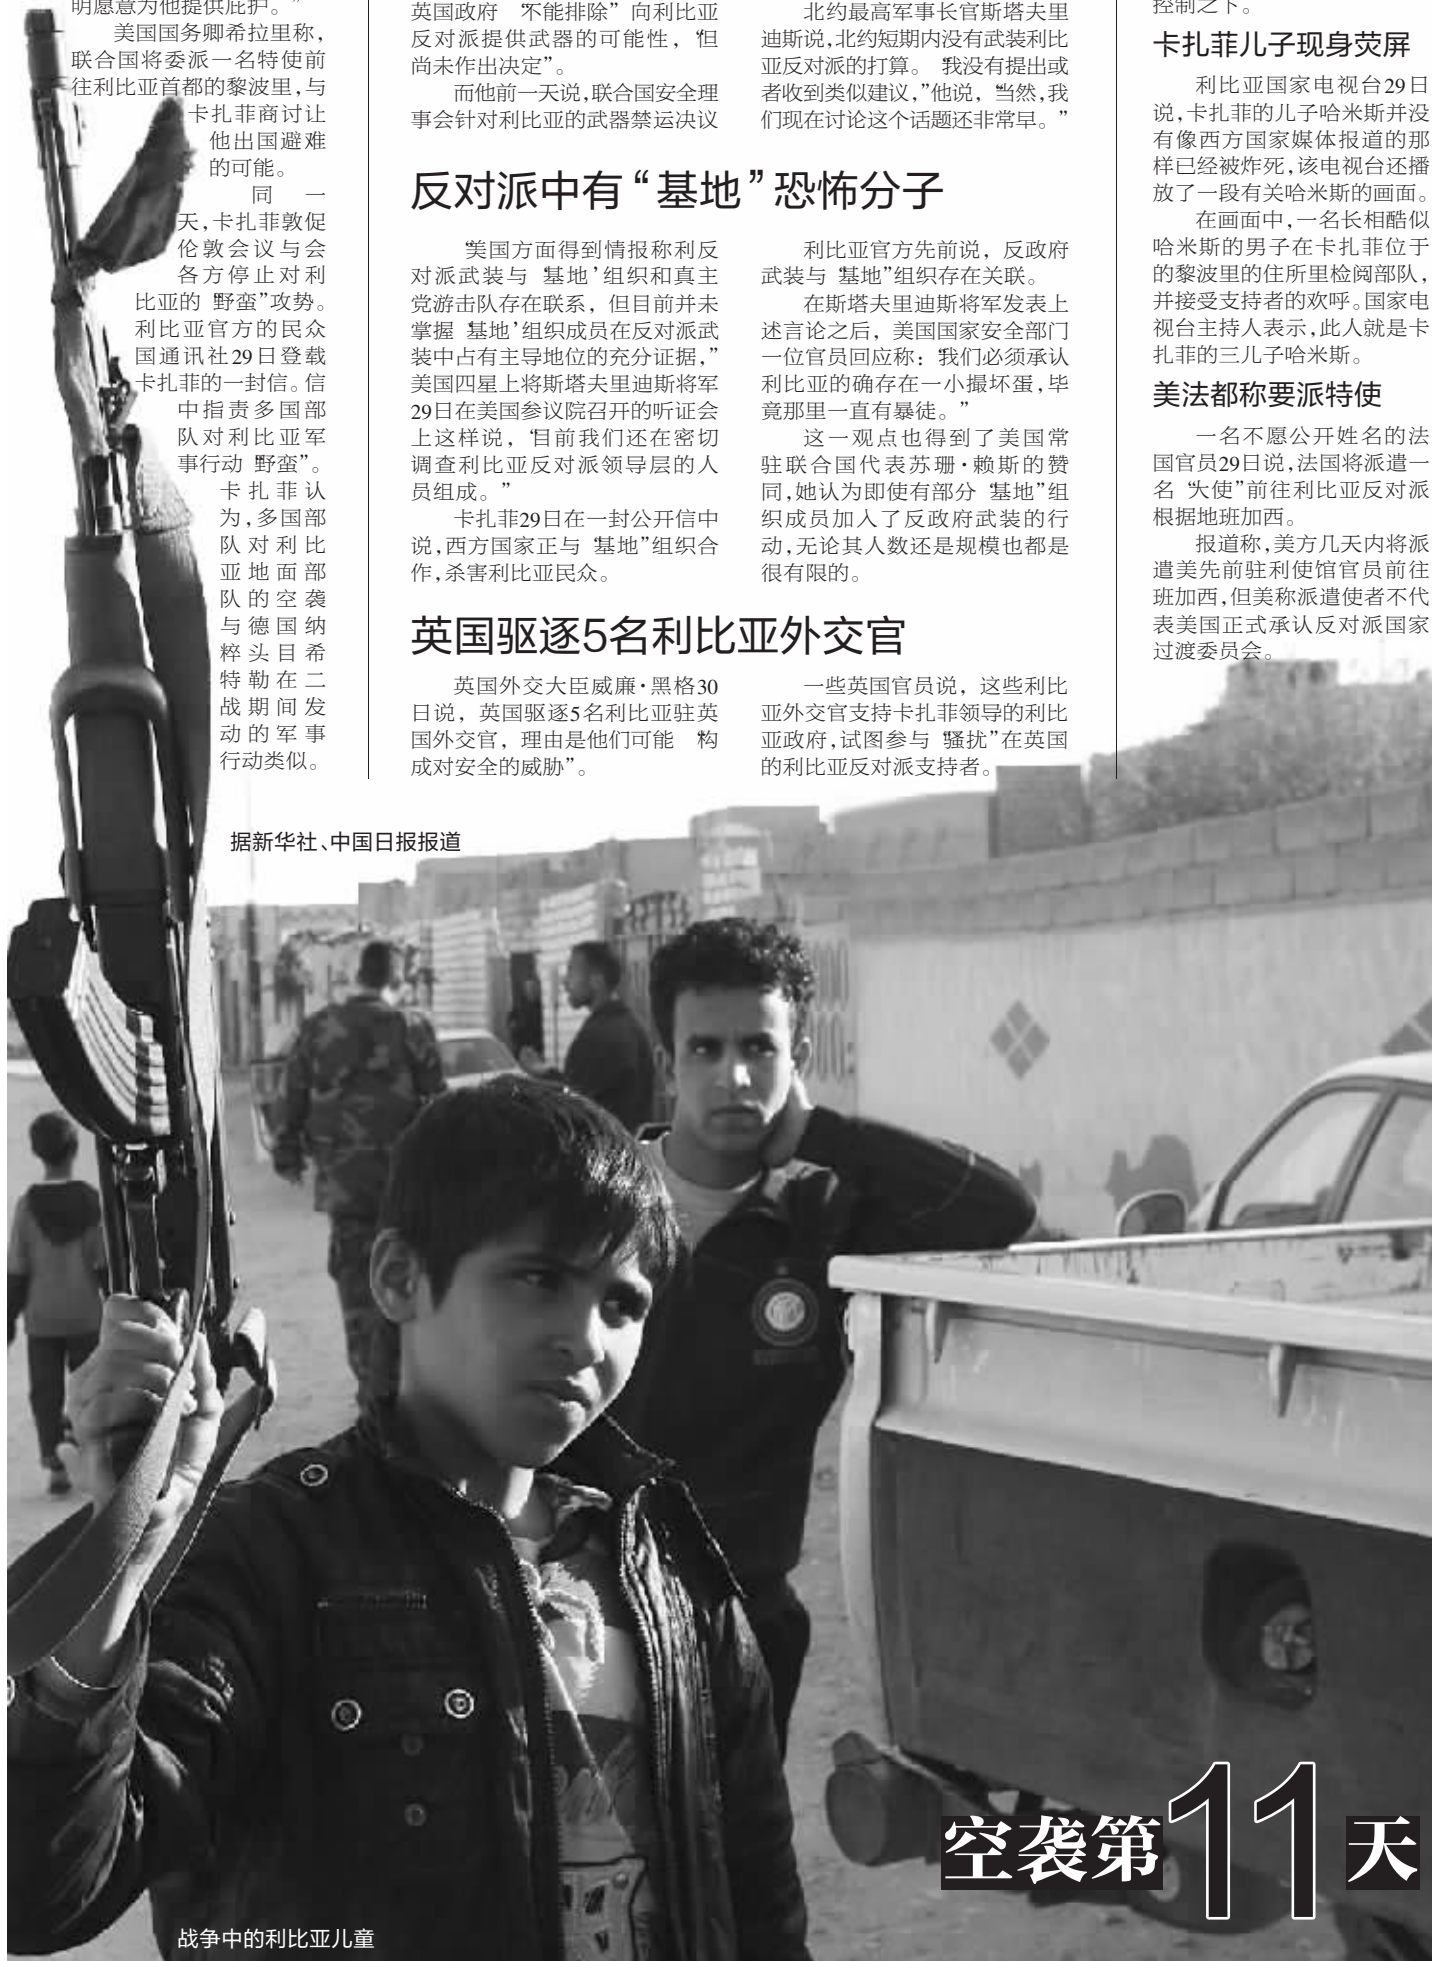 明愿意为他提供庇护。”
美国国务卿希拉里称，
联合国将委派一名特使前
往利比亚首都的黎波里，与
卡扎菲商讨让
他出国避难
的可能。
同一
天，卡扎菲敦促
伦敦会议与会
各方停止对利
比亚的“野蛮”攻势。
利比亚官方的民众
国通讯社29日登载
卡扎菲的一封信。信
中指责多国部
队对利比亚军
事行动“野蛮”。
卡扎菲认
为，多国部
队对利比
亚地面部
队的空袭
与德国纳
粹头目希
特勒在二
战期间发
动的军事
行动类似。
英国政府“不能排除”向利比亚
反对派提供武器的可能性，“但
尚未作出决定”。
而他前一天说，联合国安全理
事会针对利比亚的武器禁运决议
北约最高军事长官斯塔夫里
迪斯说，北约短期内没有武装利比
亚反对派的打算。“我没有提出或
者收到类似建议，”他说，“当然，我
们现在讨论这个话题还非常早。”
反对派中有“基地”恐怖分子
“美国方面得到情报称利反
对派武装与‘基地’组织和真主
党游击队存在联系，但目前并未
掌握‘基地’组织成员在反对派武
装中占有主导地位的充分证据，”
美国四星上将斯塔夫里迪斯将军
29日在美国参议院召开的听证会
上这样说，“目前我们还在密切
调查利比亚反对派领导层的人
员组成。”
卡扎菲29日在一封公开信中
说，西方国家正与“基地”组织合
作，杀害利比亚民众。
利比亚官方先前说，反政府
武装与“基地”组织存在关联。
在斯塔夫里迪斯将军发表上
述言论之后，美国国家安全部门
一位官员回应称：“我们必须承认
利比亚的确存在一小撮坏蛋，毕
竟那里一直有暴徒。”
这一观点也得到了美国常
驻联合国代表苏珊·赖斯的赞
同，她认为即使有部分“基地”组
织成员加入了反政府武装的行
动，无论其人数还是规模也都是
很有限的。
英国驱逐5名利比亚外交官
英国外交大臣威廉·黑格30
日说，英国驱逐5名利比亚驻英
国外交官，理由是他们可能“构
成对安全的威胁”。
一些英国官员说，这些利比
亚外交官支持卡扎菲领导的利比
亚政府，试图参与“骚扰”在英国
的利比亚反对派支持者。
控制之下。
卡扎菲儿子现身荧屏
利比亚国家电视台29日
说，卡扎菲的儿子哈米斯并没
有像西方国家媒体报道的那
样已经被炸死，该电视台还播
放了一段有关哈米斯的画面。
在画面中，一名长相酷似
哈米斯的男子在卡扎菲位于
的黎波里的住所里检阅部队，
并接受支持者的欢呼。国家电
视台主持人表示，此人就是卡
扎菲的三儿子哈米斯。
美法都称要派特使
一名不愿公开姓名的法
国官员29日说，法国将派遣一
名“大使”前往利比亚反对派
根据地班加西。
报道称，美方几天内将派
遣美先前驻利使馆官员前往
班加西，但美称派遣使者不代
表美国正式承认反对派国家
过渡委员会。
据新华社、中国日报报道
空袭第11天
战争中的利比亚儿童